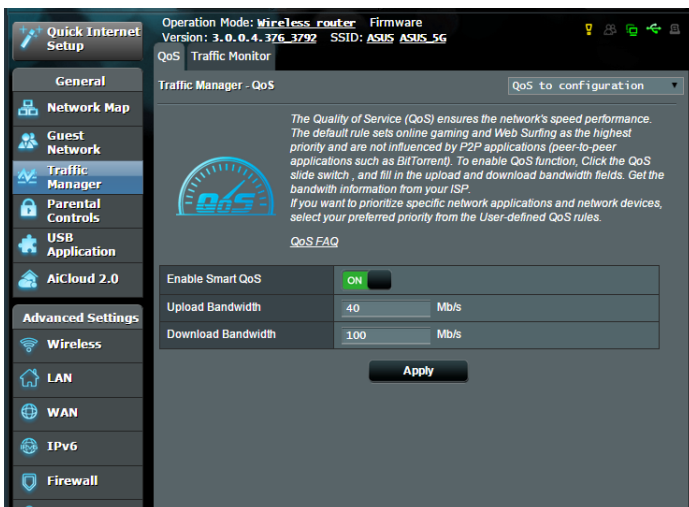 Quick Internet
Setup
Operation Mode: Wireless router Firmware
Version: 3.0.0.4.376_3792 SSID: ASUS ASUS_5G
QoS Traffic Monitor
General
Network Map
Guest
Network
Traffic
Manager
Parental
Controls
USB
Application
AiCloud 2.0
Advanced Settings
Wireless
LAN
WAN
IPv6
Firewall
Traffic Manager - QoS
QoS to configuration
QoS
The Quality of Service (QoS) ensures the network's speed performance.
The default rule sets online gaming and Web Surfing as the highest
priority and are not influenced by P2P applications (peer-to-peer
applications such as BitTorrent). To enable QoS function, Click the QoS
slide switch , and fill in the upload and download bandwidth fields. Get the
bandwith information from your ISP.
If you want to prioritize specific network applications and network devices,
select your preferred priority from the User-defined QoS rules.
QoS FAQ
Enable Smart QoS ON
Upload Bandwidth 40 Mb/s
Download Bandwidth 100 Mb/s
Apply